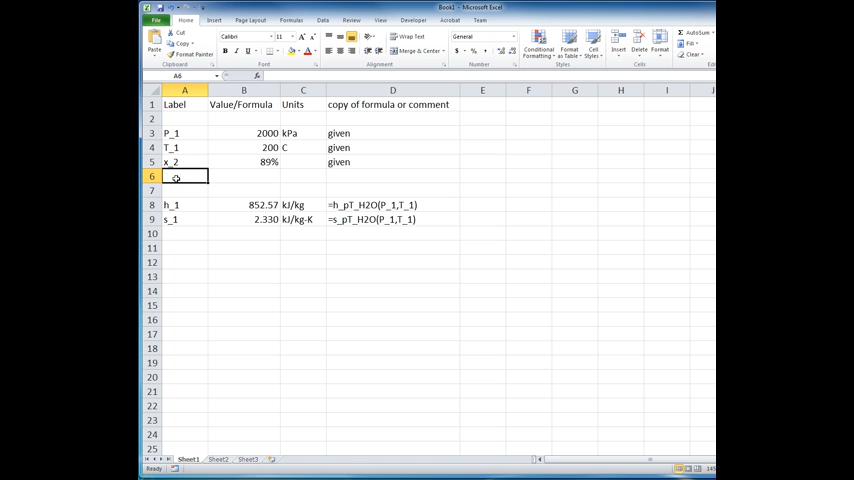 Book1 - Microsoft Excel
File Home Insert Page Layout Formulas Data Review View Developer Acrobat Team
Paste Cut Copy Format Painter Clipboard
Calibri 11 A A B I U A Font
Wrap Text Merge & Center Alignment
General $ % , Number
Conditional Formatting Format as Table Cell Styles Styles
Insert Delete Format Cells
AutoSum Fill Clear
A6 fx
A B C D E F G H I J
1 Label Value/Formula Units copy of formula or comment
2
3 P_1 2000 kPa given
4 T_1 200 C given
5 x_2 89% given
6
7
8 h_1 852.57 kJ/kg =h_pT_H2O(P_1,T_1)
9 s_1 2.330 kJ/kg-K =s_pT_H2O(P_1,T_1)
10
11
12
13
14
15
16
17
18
19
20
21
22
23
24
25
Sheet1 Sheet2 Sheet3
Ready 145